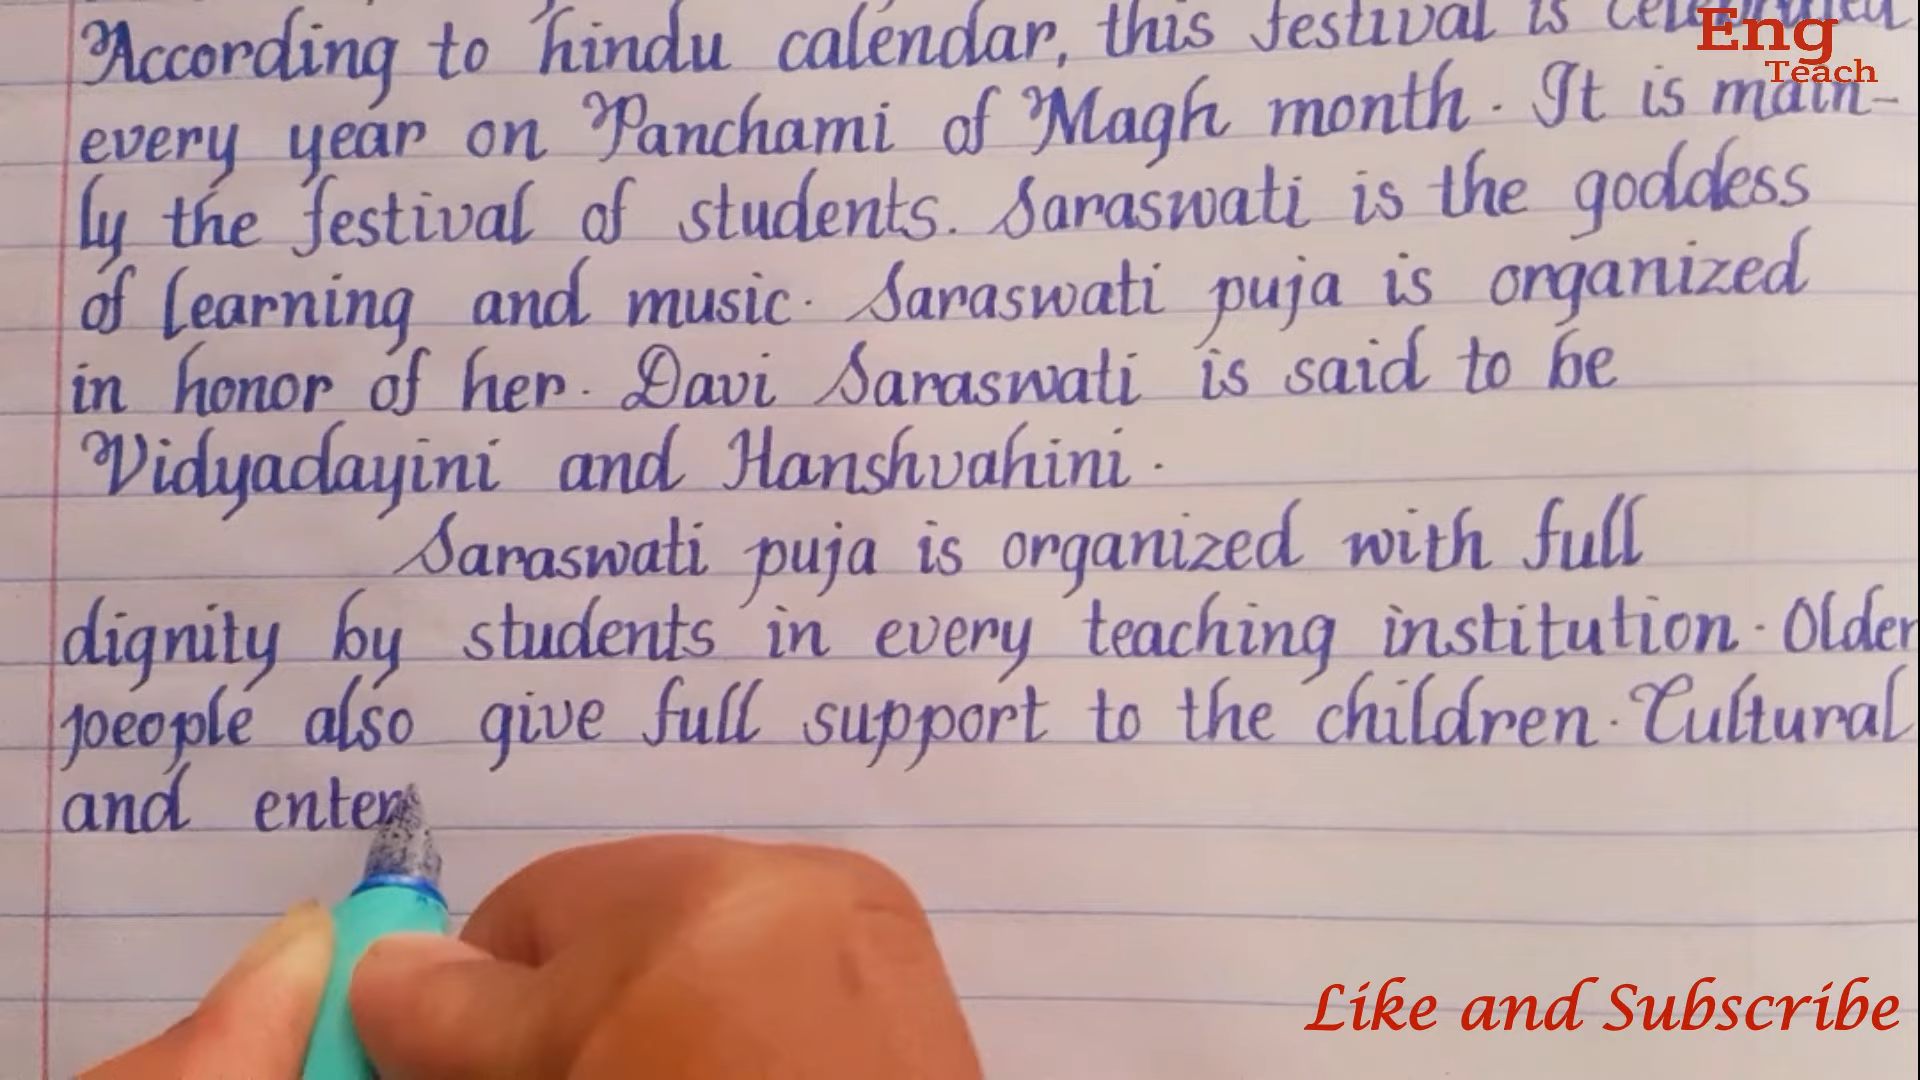 According to hindu calendar, this festival is celebrated
Eng
Teach
every year on Panchami of Magh month. It is main-
ly the festival of students. Saraswati is the goddess
of learning and music. Saraswati puja is organized
in honor of her. Davi Saraswati is said to be
Vidyadayini and Hanshvahini.
Saraswati puja is organized with full
dignity by students in every teaching institution. Older
people also give full support to the children. Cultural
and enter
Like and Subscribe